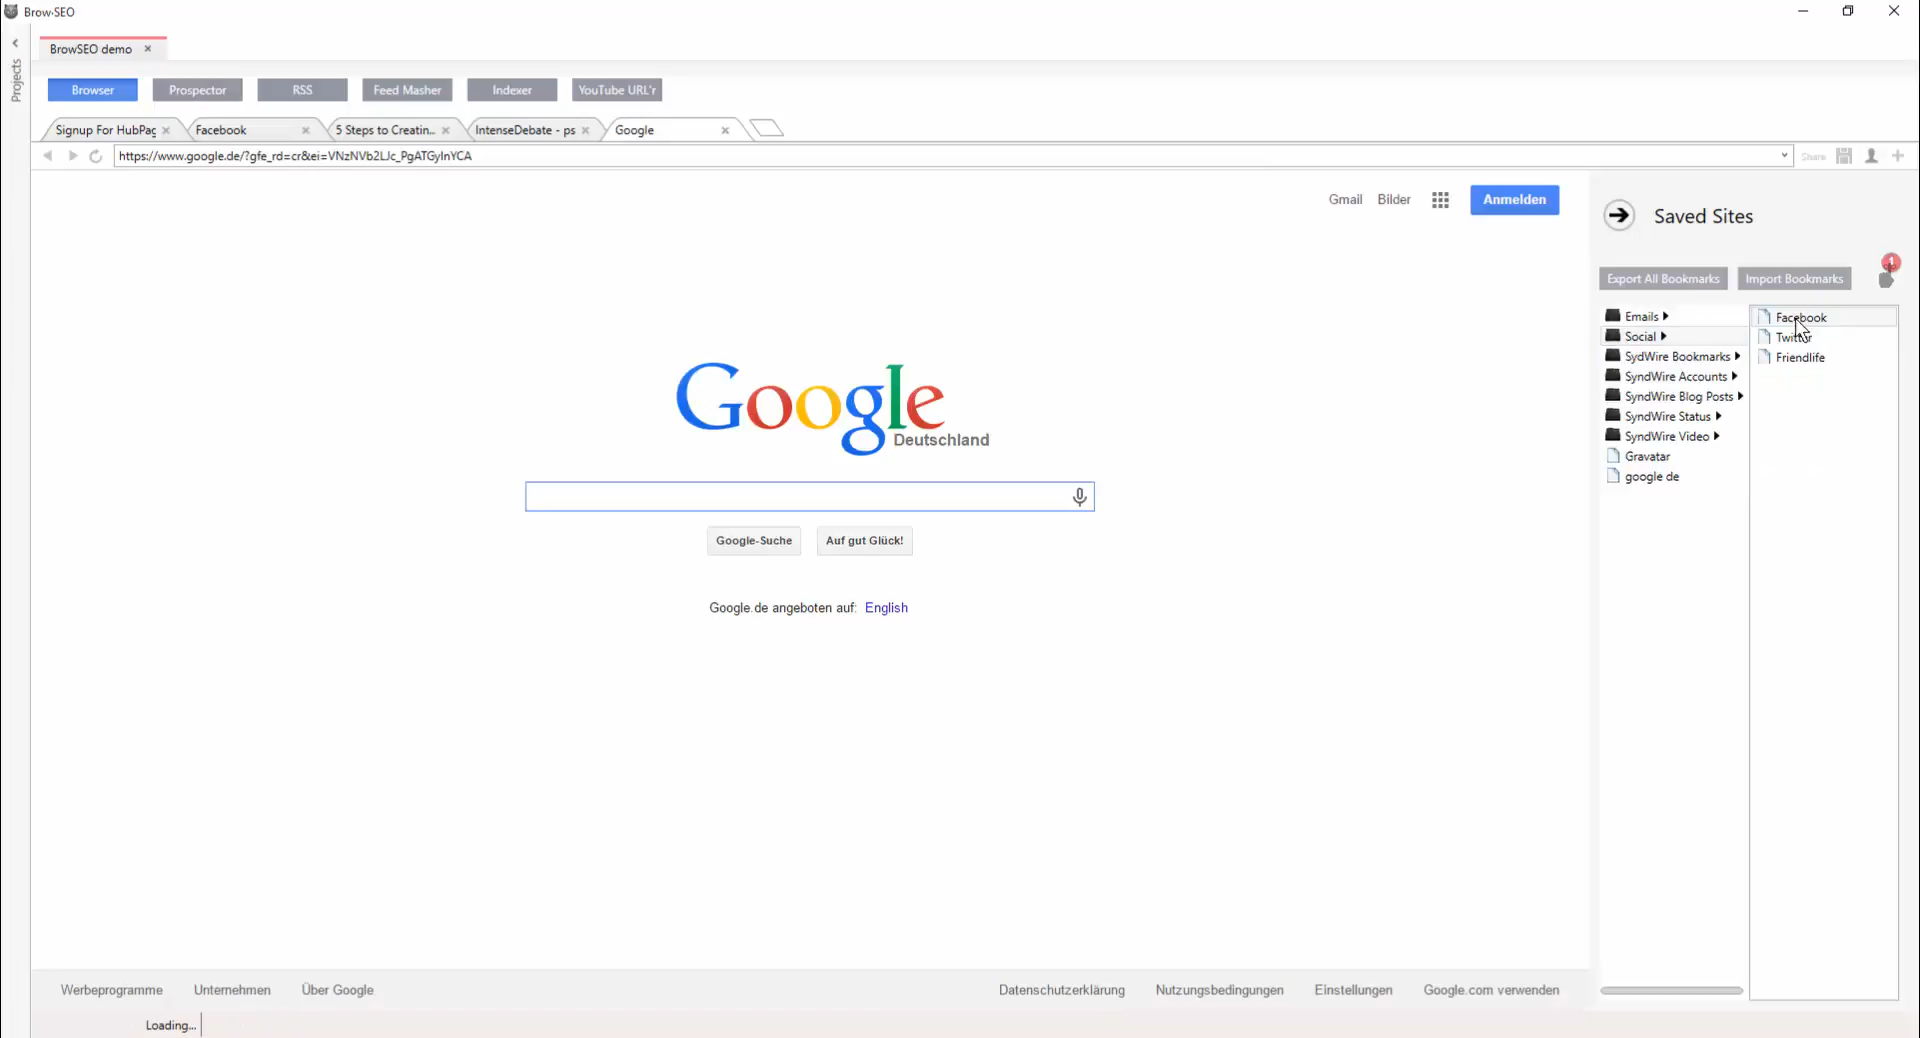 Brow·SEO
Projects
BrowSEO demo
Browser Prospector RSS Feed Masher Indexer YouTube URL'r
Signup For HubPag Facebook 5 Steps to Creatin... IntenseDebate - ps Google
https://www.google.de/?gfe_rd=cr&ei=VNzNVb2LJc_PgATGyInYCA Share
Gmail Bilder Anmelden
Saved Sites
1
Export All Bookmarks Import Bookmarks
Emails
Social
SydWire Bookmarks
SyndWire Accounts
SyndWire Blog Posts
SyndWire Status
SyndWire Video
Gravatar
google de
Facebook
Twitter
Friendlife
Google
Deutschland
Google-Suche Auf gut Glück!
Google.de angeboten auf: English
Werbeprogramme Unternehmen Über Google Datenschutzerklärung Nutzungsbedingungen Einstellungen Google.com verwenden
Loading...